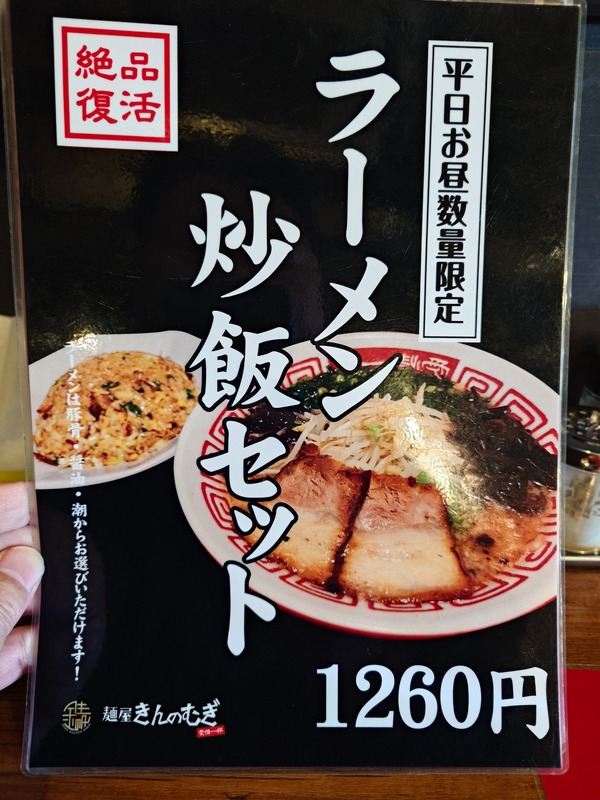 絶品
復活
平日お昼数量限定
ラーメン
炒飯セット
ラーメンは豚骨・醤油・潮からお選びいただけます！
1260円
麺屋きんのむぎ